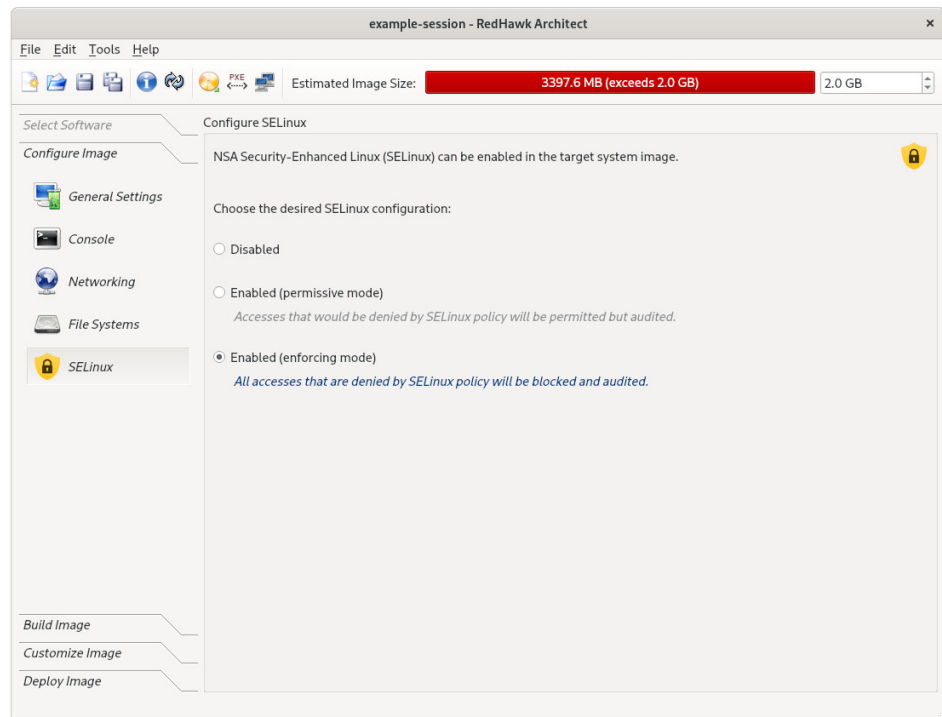 example-session - RedHawk Architect
File Edit Tools Help
PXE
Estimated Image Size:
3397.6 MB (exceeds 2.0 GB)
2.0 GB
Select Software
Configure Image
General Settings
Console
Networking
File Systems
SELinux
Build Image
Customize Image
Deploy Image
Configure SELinux
NSA Security-Enhanced Linux (SELinux) can be enabled in the target system image.
Choose the desired SELinux configuration:
Disabled
Enabled (permissive mode)
Accesses that would be denied by SELinux policy will be permitted but audited.
Enabled (enforcing mode)
All accesses that are denied by SELinux policy will be blocked and audited.